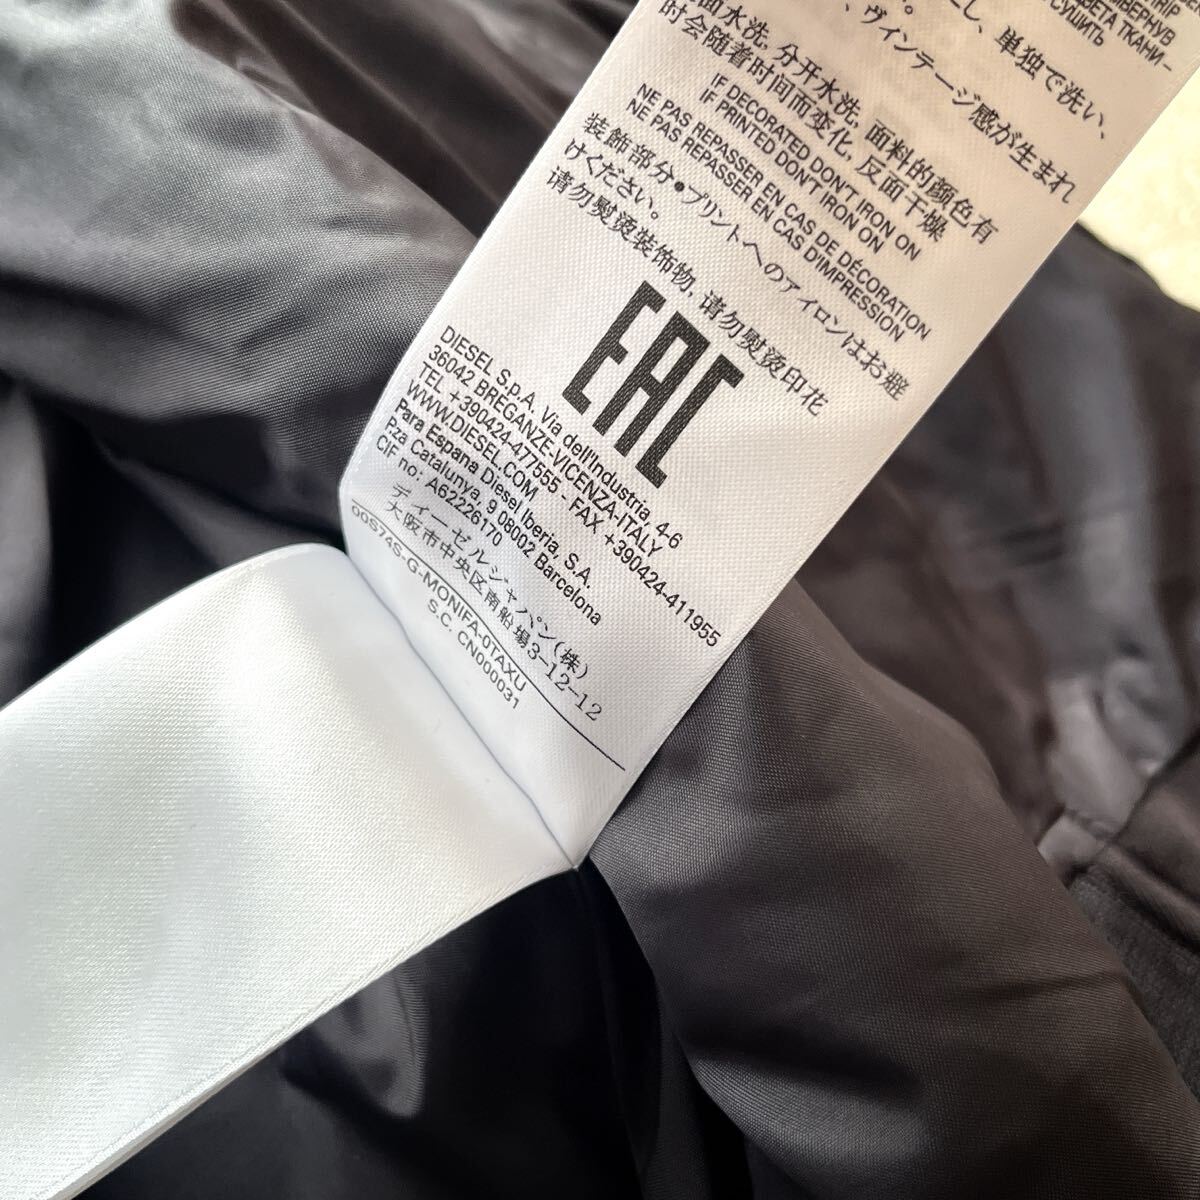 СУШИТЬ
ЦВЕТА ТКАНИ -
ВЫВЕРНУВ
し、単独で洗い、
、ヴィンテージ感が生まれ
面水洗, 分开水洗, 面料的颜色有
时会随着时间而变化, 反面干燥
IF DECORATED DON'T IRON ON
IF PRINTED DON'T IRON ON
NE PAS REPASSER EN CAS DE DÉCORATION
NE PAS REPASSER EN CAS D'IMPRESSION
装飾部分•プリントへのアイロンはお避
けください。
请勿熨烫装饰物, 请勿熨烫印花
EAC
DIESEL S.p.A. Via dell'Industria, 4-6
36042 BREGANZE-VICENZA-ITALY
TEL +390424-477555 - FAX +390424-411955
WWW.DIESEL.COM
Para Espana Diesel Iberia, S.A.
Pza Catalunya, 9 08002 Barcelona
CIF no: A62226170
ディーゼルジャパン(株)
大阪市中央区南船場3-12-12
00S74S-G-MONIFA-0TAXU
S.C. CN000031